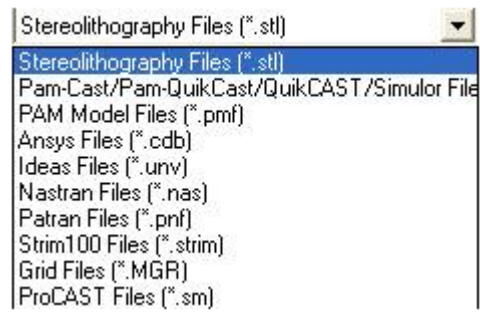 Stereolithography Files (*.stl)
Stereolithography Files (*.stl)
Pam-Cast/Pam-QuikCast/QuikCAST/Simulor File
PAM Model Files (*.pmf)
Ansys Files (*.cdb)
Ideas Files (*.unv)
Nastran Files (*.nas)
Patran Files (*.pnf)
Strim100 Files (*.strim)
Grid Files (*.MGR)
ProCAST Files (*.sm)